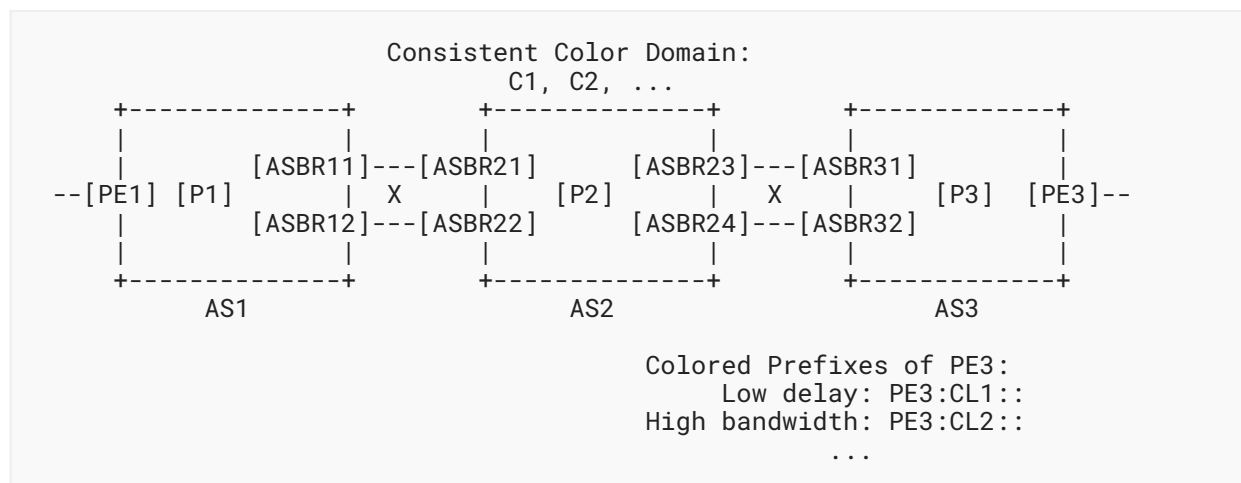 Consistent Color Domain:
C1, C2, ...
+--------------+ +--------------+ +-------------+
| | | | | |
| [ASBR11]---[ASBR21] [ASBR23]---[ASBR31] |
--[PE1] [P1] | X | [P2] | X | [P3] [PE3]--
| [ASBR12]---[ASBR22] [ASBR24]---[ASBR32] |
| | | | | |
+--------------+ +--------------+ +-------------+
AS1 AS2 AS3
Colored Prefixes of PE3:
Low delay: PE3:CL1::
High bandwidth: PE3:CL2::
...